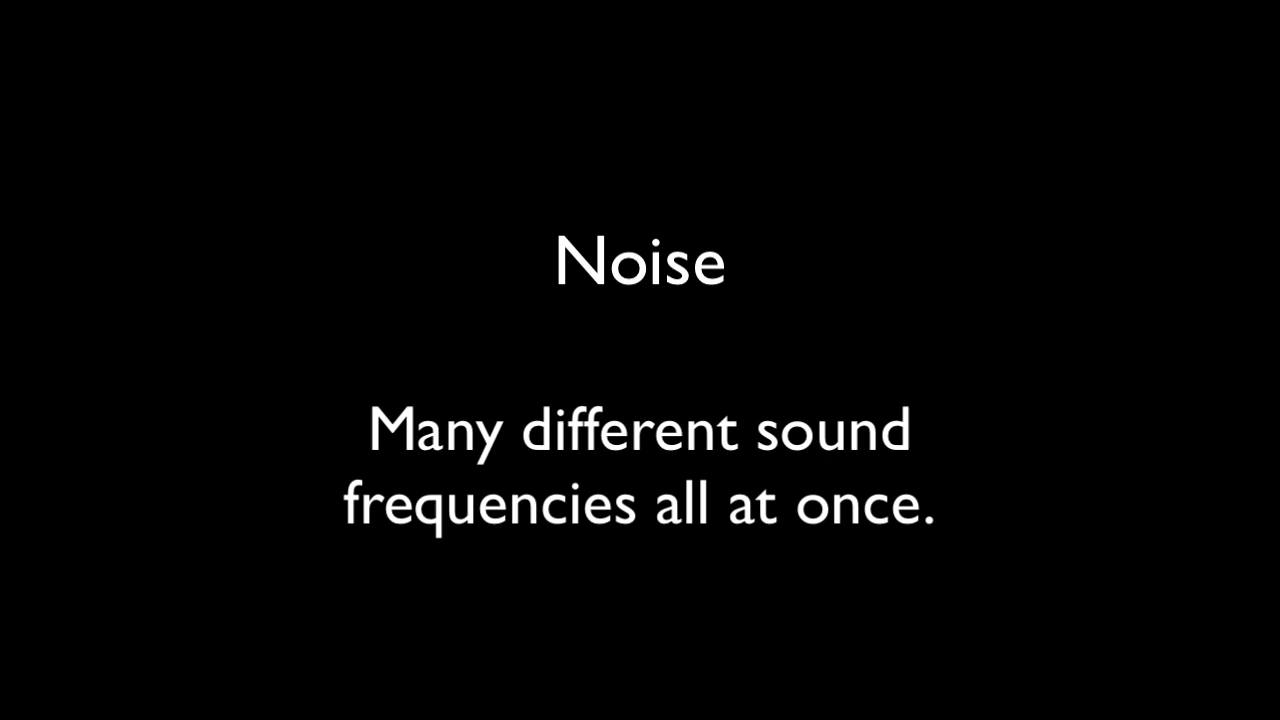 Noise
Many different sound
frequencies all at once.